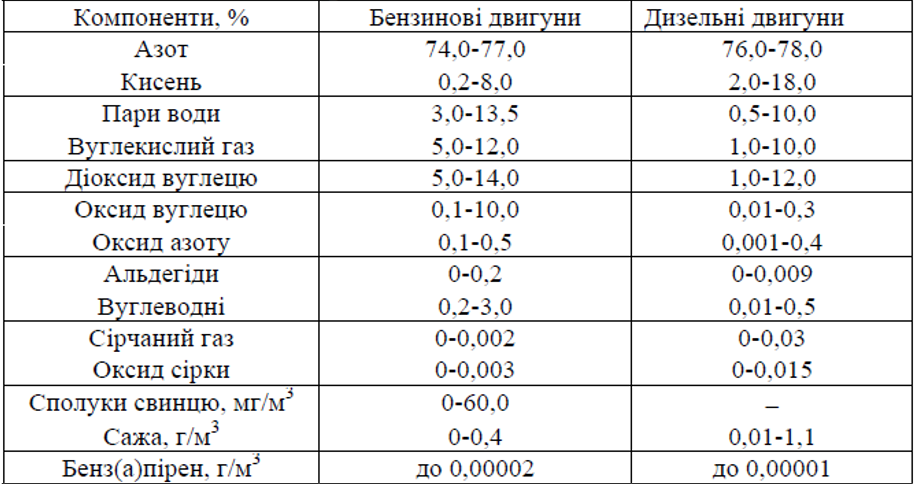 Компоненти, % Бензинові двигуни Дизельні двигуни
Азот 74,0-77,0 76,0-78,0
Кисень 0,2-8,0 2,0-18,0
Пари води 3,0-13,5 0,5-10,0
Вуглекислий газ 5,0-12,0 1,0-10,0
Діоксид вуглецю 5,0-14,0 1,0-12,0
Оксид вуглецю 0,1-10,0 0,01-0,3
Оксид азоту 0,1-0,5 0,001-0,4
Альдегіди 0-0,2 0-0,009
Вуглеводні 0,2-3,0 0,01-0,5
Сірчаний газ 0-0,002 0-0,03
Оксид сірки 0-0,003 0-0,015
Сполуки свинцю, мг/м³ 0-60,0 –
Сажа, г/м³ 0-0,4 0,01-1,1
Бенз(а)пірен, г/м³ до 0,00002 до 0,00001